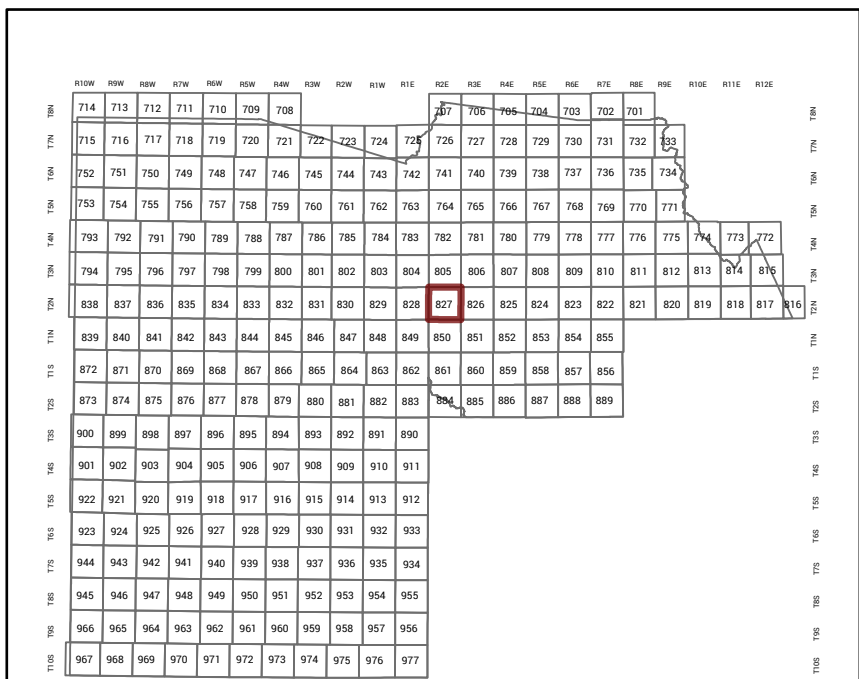 R10W R9W R8W R7W R6W R5W R4W R3W R2W R1W R1E R2E R3E R4E R5E R6E R7E R8E R9E R10E R11E R12E
T8N 714 713 712 711 710 709 708 707 706 705 704 703 702 701 T8N
T7N 715 716 717 718 719 720 721 722 723 724 725 726 727 728 729 730 731 732 733 T7N
T6N 752 751 750 749 748 747 746 745 744 743 742 741 740 739 738 737 736 735 734 T6N
T5N 753 754 755 756 757 758 759 760 761 762 763 764 765 766 767 768 769 770 771 T5N
T4N 793 792 791 790 789 788 787 786 785 784 783 782 781 780 779 778 777 776 775 774 773 772 T4N
T3N 794 795 796 797 798 799 800 801 802 803 804 805 806 807 808 809 810 811 812 813 814 815 T3N
T2N 838 837 836 835 834 833 832 831 830 829 828 827 826 825 824 823 822 821 820 819 818 817 816 T2N
T1N 839 840 841 842 843 844 845 846 847 848 849 850 851 852 853 854 855 T1N
T1S 872 871 870 869 868 867 866 865 864 863 862 861 860 859 858 857 856 T1S
T2S 873 874 875 876 877 878 879 880 881 882 883 884 885 886 887 888 889 T2S
T3S 900 899 898 897 896 895 894 893 892 891 890 T3S
T4S 901 902 903 904 905 906 907 908 909 910 911 T4S
T5S 922 921 920 919 918 917 916 915 914 913 912 T5S
T6S 923 924 925 926 927 928 929 930 931 932 933 T6S
T7S 944 943 942 941 940 939 938 937 936 935 934 T7S
T8S 945 946 947 948 949 950 951 952 953 954 955 T8S
T9S 966 965 964 963 962 961 960 959 958 957 956 T9S
T10S 967 968 969 970 971 972 973 974 975 976 977 T10S